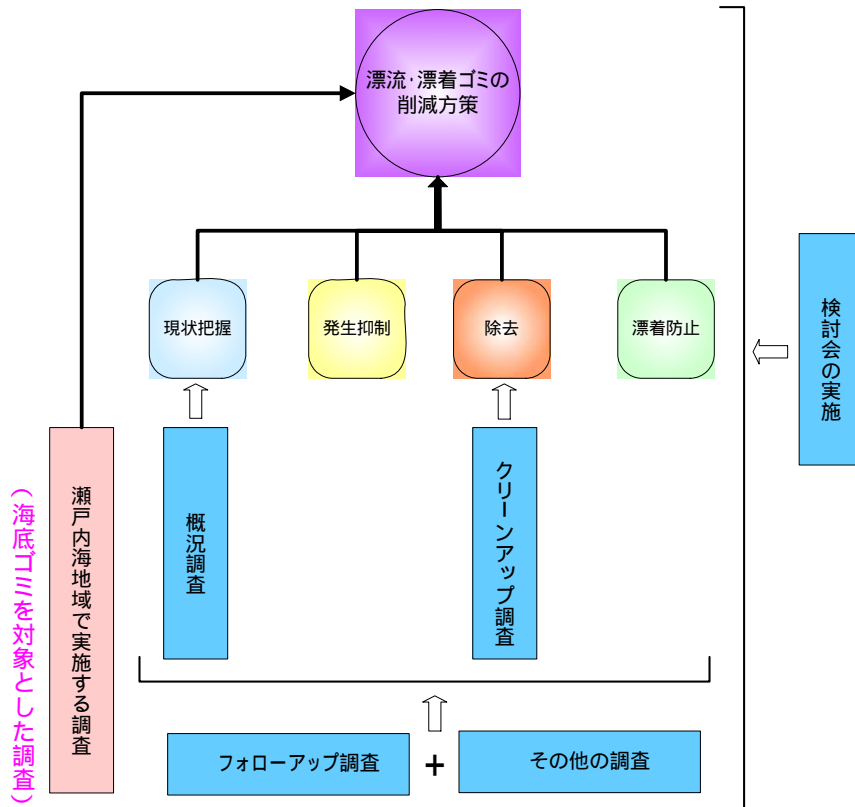 漂流・漂着ゴミの
削減方策
現状把握
発生抑制
除去
漂着防止
検討会の実施
瀬戸内海地域で実施する調査
(海底ゴミを対象とした調査)
概況調査
クリーンアップ調査
フォローアップ調査
+
その他の調査